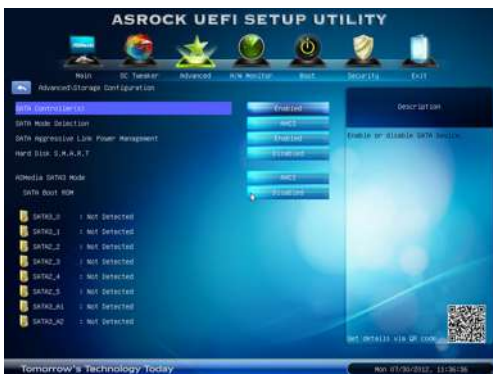 ASROCK UEFI SETUP UTILITY
Main OC Tweaker Advanced H/W Monitor Boot Security Exit
Advanced\Storage Configuration
SATA Controller(s) Enabled
SATA Mode Selection AHCI
SATA Aggressive Link Power Management Enabled
Hard Disk S.M.A.R.T Disabled
ASMedia SATA3 Mode AHCI
SATA Boot ROM Disabled
SATA3_0 : Not Detected
SATA3_1 : Not Detected
SATA2_2 : Not Detected
SATA2_3 : Not Detected
SATA2_4 : Not Detected
SATA2_5 : Not Detected
SATA3_A1 : Not Detected
SATA3_A2 : Not Detected
Description
Enable or disable SATA Device.
Get details via QR code
Tomorrow's Technology Today
Mon 07/30/2012, 11:36:36